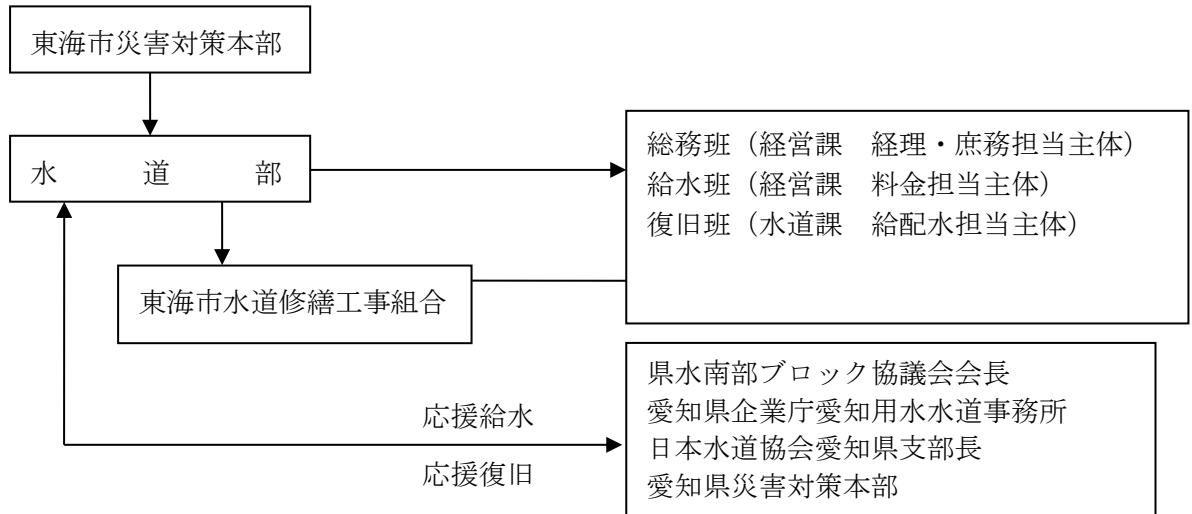 東海市災害対策本部
水　道　部
総務班（経営課　経理・庶務担当主体）
給水班（経営課　料金担当主体）
復旧班（水道課　給配水担当主体）
東海市水道修繕工事組合
応援給水
応援復旧
県水南部ブロック協議会会長
愛知県企業庁愛知用水水道事務所
日本水道協会愛知県支部長
愛知県災害対策本部